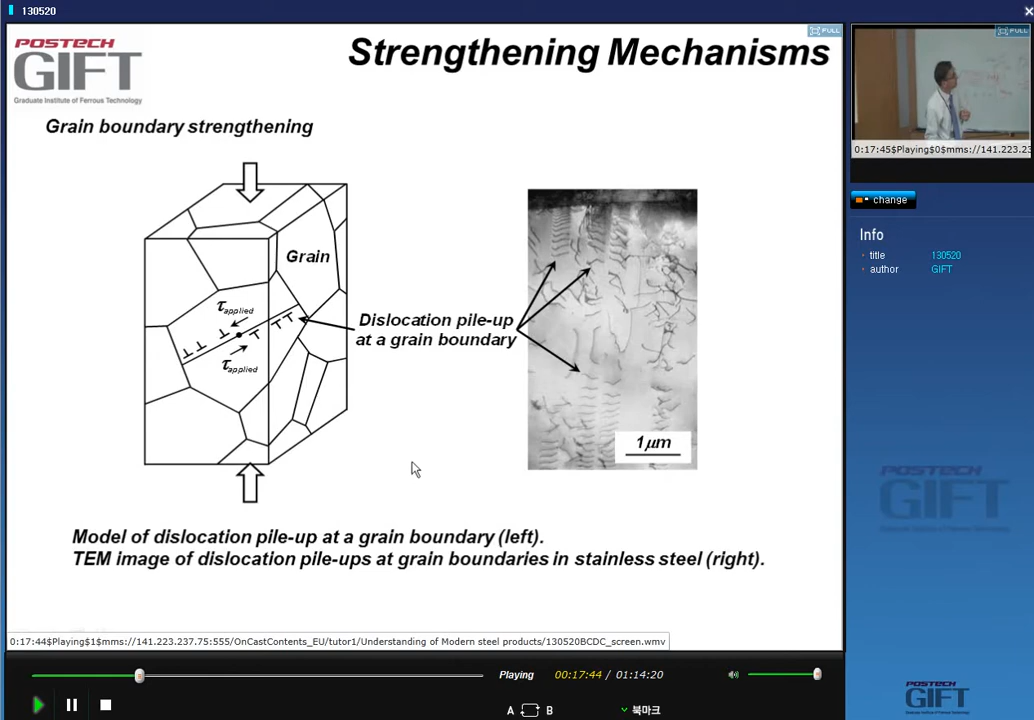 130520
POSTECH
GIFT
Graduate Institute of Ferrous Technology
Strengthening Mechanisms
FULL
FULL
Grain boundary strengthening
Grain
τapplied
τapplied
Dislocation pile-up
at a grain boundary
1μm
Model of dislocation pile-up at a grain boundary (left).
TEM image of dislocation pile-ups at grain boundaries in stainless steel (right).
0:17:45$Playing$0$mms://141.223.23
change
Info
title 130520
author GIFT
POSTECH
GIFT
0:17:44$Playing$1$mms://141.223.237.75:555/OnCastContents_EU/tutor1/Understanding of Modern steel products/130520BCDC_screen.wmv
Playing 00:17:44 / 01:14:20
A B 북마크
POSTECH
GIFT